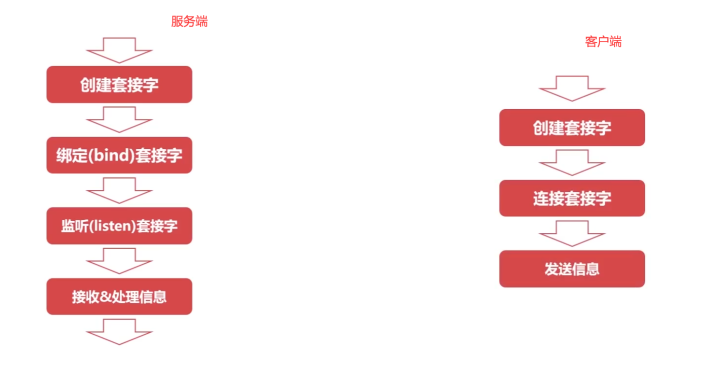 服务端
创建套接字
绑定(bind)套接字
监听(listen)套接字
接收&处理信息
客户端
创建套接字
连接套接字
发送信息